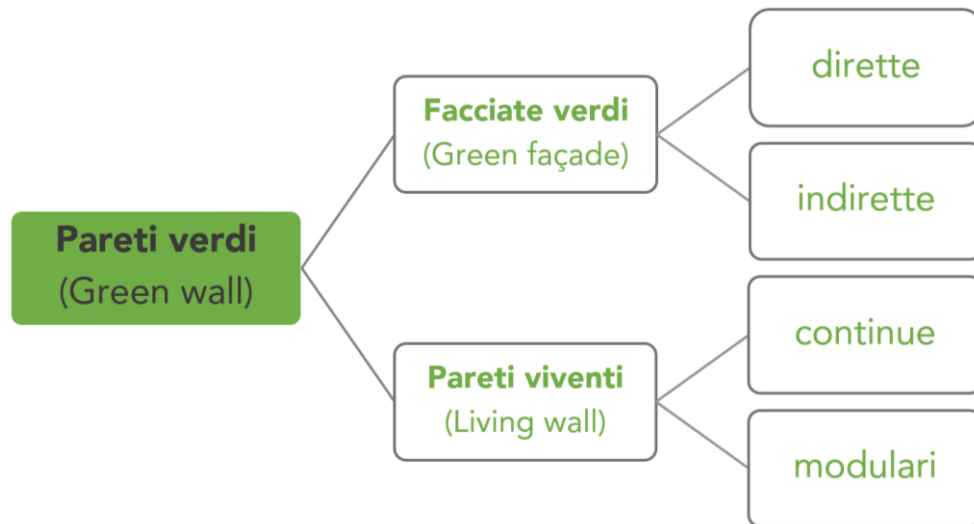 Pareti verdi
(Green wall)
Facciate verdi
(Green façade)
dirette
indirette
Pareti viventi
(Living wall)
continue
modulari